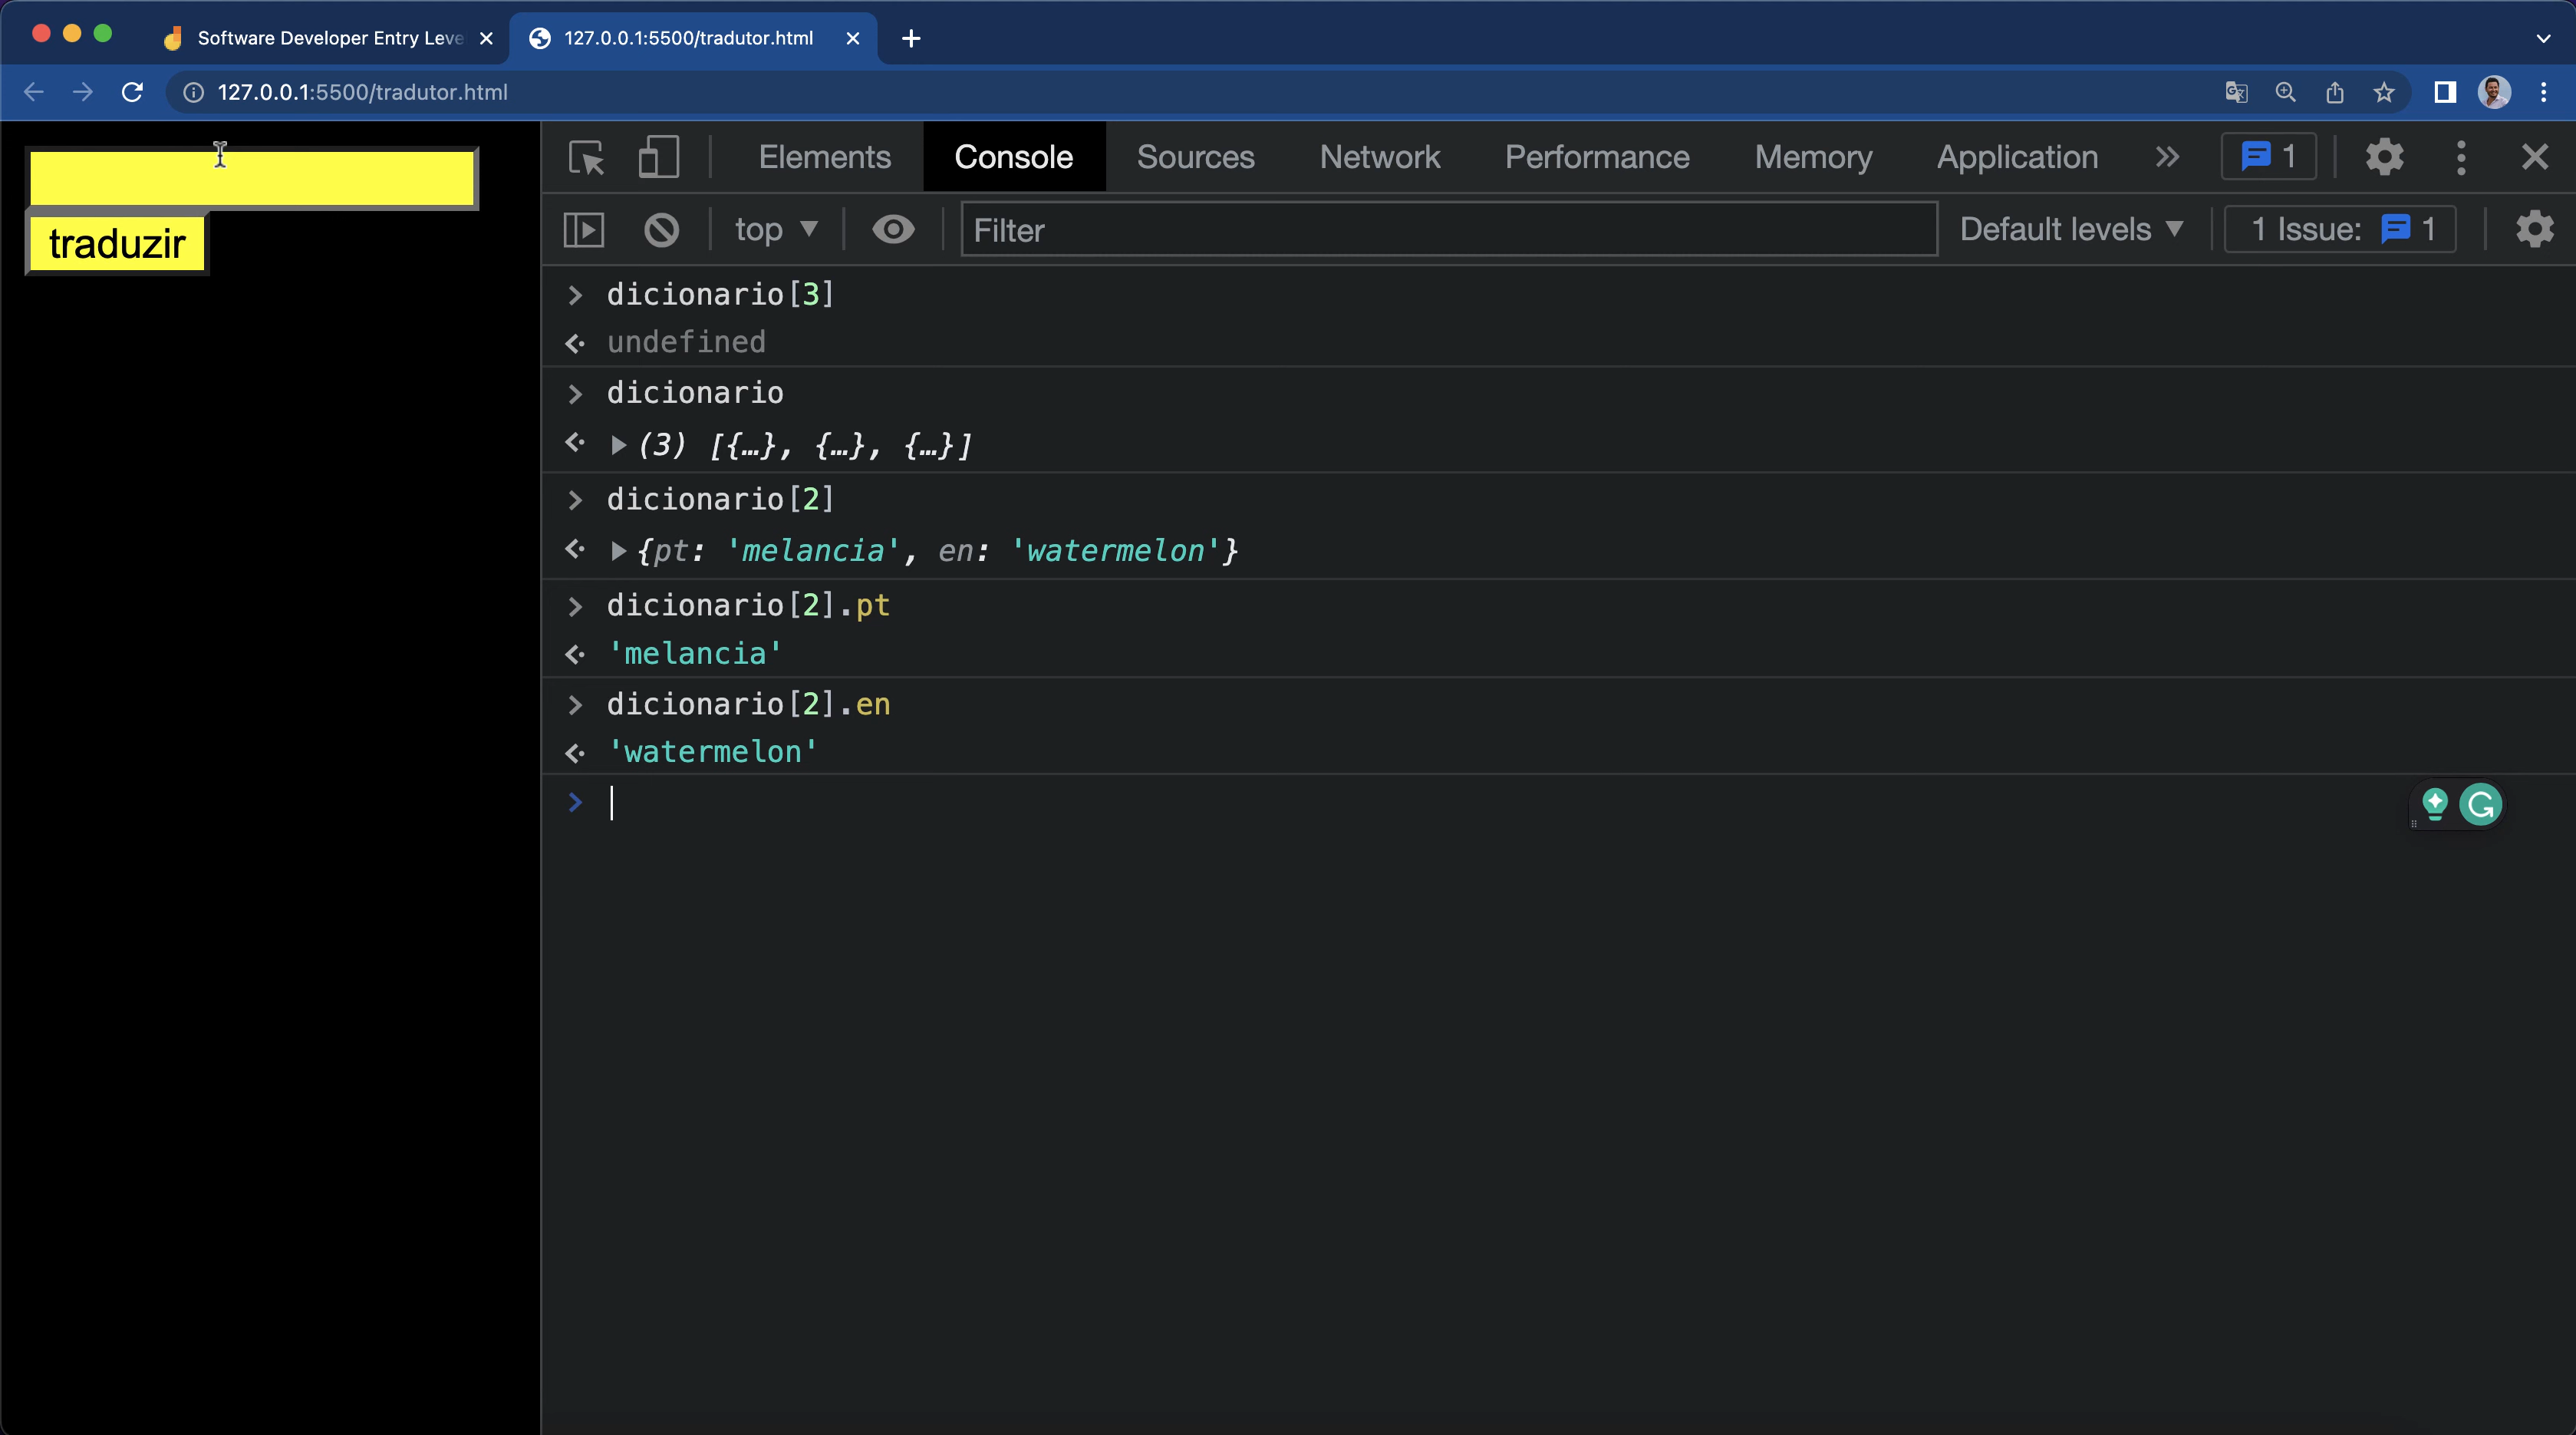 Software Developer Entry Leve
127.0.0.1:5500/tradutor.html
127.0.0.1:5500/tradutor.html
traduzir
Elements Console Sources Network Performance Memory Application 1
top Filter Default levels 1 Issue: 1
dicionario[3]
undefined
dicionario
(3) [{…}, {…}, {…}]
dicionario[2]
{pt: 'melancia', en: 'watermelon'}
dicionario[2].pt
'melancia'
dicionario[2].en
'watermelon'